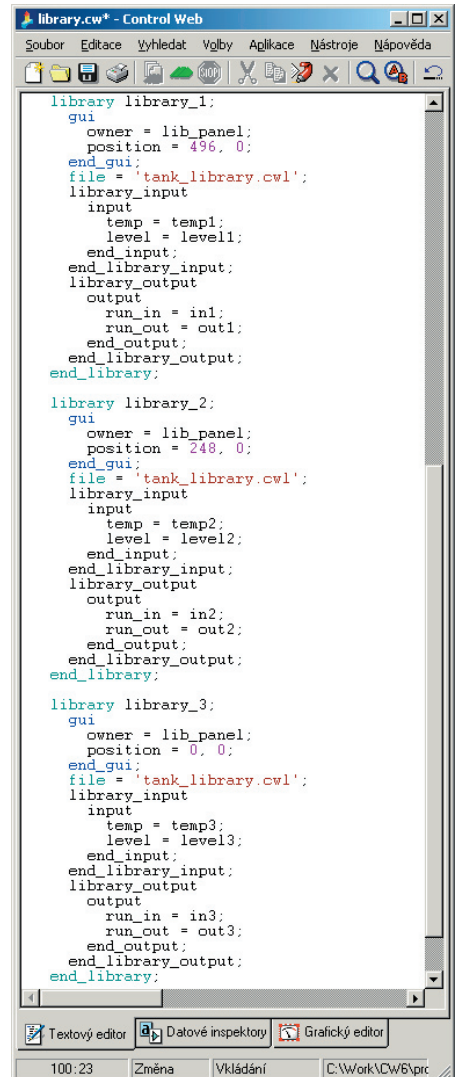 library.cw* - Control Web
Soubor Editace Vyhledat Volby Aplikace Nástroje Nápověda
STOP
library library_1;
gui
owner = lib_panel;
position = 496, 0;
end_gui;
file = 'tank_library.cwl';
library_input
input
temp = temp1;
level = level1;
end_input;
end_library_input;
library_output
output
run_in = in1;
run_out = out1;
end_output;
end_library_output;
end_library;
library library_2;
gui
owner = lib_panel;
position = 248, 0;
end_gui;
file = 'tank_library.cwl';
library_input
input
temp = temp2;
level = level2;
end_input;
end_library_input;
library_output
output
run_in = in2;
run_out = out2;
end_output;
end_library_output;
end_library;
library library_3;
gui
owner = lib_panel;
position = 0, 0;
end_gui;
file = 'tank_library.cwl';
library_input
input
temp = temp3;
level = level3;
end_input;
end_library_input;
library_output
output
run_in = in3;
run_out = out3;
end_output;
end_library_output;
end_library;
Textový editor Datové inspektory Grafický editor
100:23 Změna Vkládání C:\Work\CW6\prc